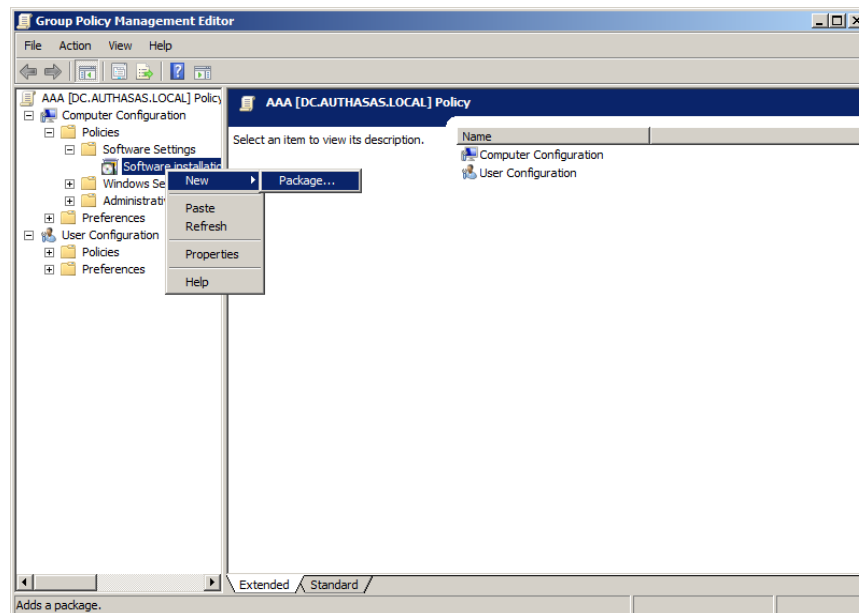 Group Policy Management Editor
File Action View Help
AAA [DC.AUTHASAS.LOCAL] Policy
Computer Configuration
Policies
Software Settings
Software installatio
Windows Se
Administrati
Preferences
User Configuration
Policies
Preferences
New
Package...
Paste
Refresh
Properties
Help
AAA [DC.AUTHASAS.LOCAL] Policy
Select an item to view its description.
Name
Computer Configuration
User Configuration
Extended Standard
Adds a package.